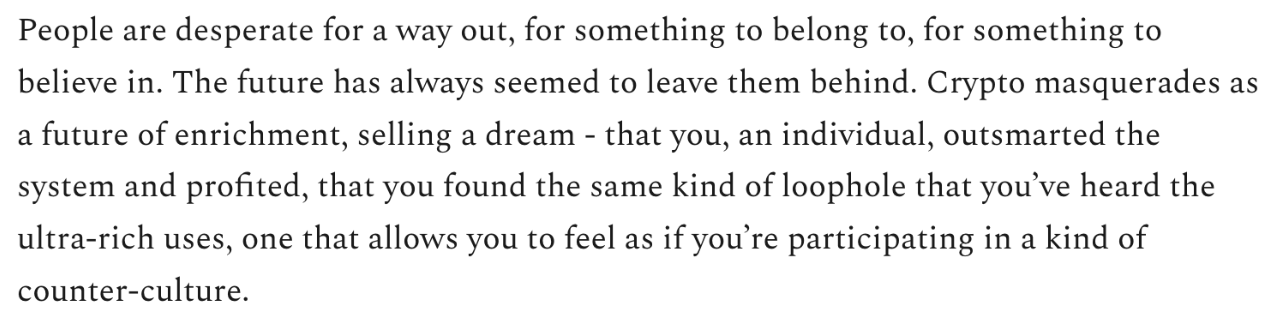 People are desperate for a way out, for something to belong to, for something to
believe in. The future has always seemed to leave them behind. Crypto masquerades as
a future of enrichment, selling a dream - that you, an individual, outsmarted the
system and profited, that you found the same kind of loophole that you’ve heard the
ultra-rich uses, one that allows you to feel as if you’re participating in a kind of
counter-culture.